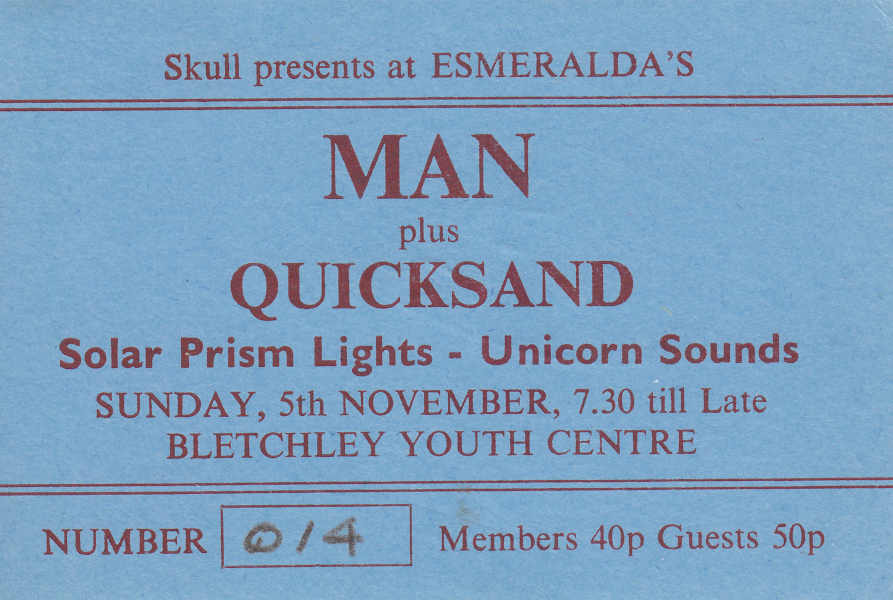 Skull presents at ESMERALDA'S
MAN
plus
QUICKSAND
Solar Prism Lights - Unicorn Sounds
SUNDAY, 5th NOVEMBER, 7.30 till Late
BLETCHLEY YOUTH CENTRE
NUMBER 014 Members 40p Guests 50p